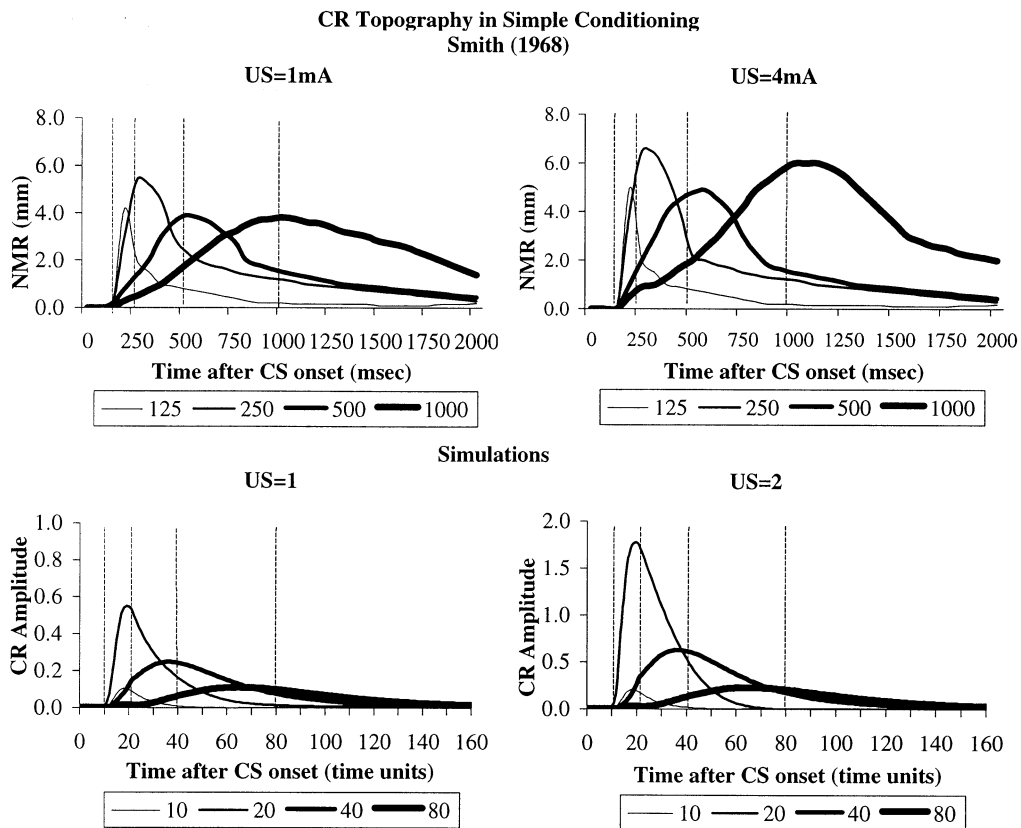 CR Topography in Simple Conditioning
Smith (1968)
US=1mA
8.0
6.0
4.0
2.0
0.0
NMR (mm)
0 250 500 750 1000 1250 1500 1750 2000
Time after CS onset (msec)
125 250 500 1000
US=4mA
8.0
6.0
4.0
2.0
0.0
NMR (mm)
0 250 500 750 1000 1250 1500 1750 2000
Time after CS onset (msec)
125 250 500 1000
Simulations
US=1
1.0
0.8
0.6
0.4
0.2
0.0
CR Amplitude
0 20 40 60 80 100 120 140 160
Time after CS onset (time units)
10 20 40 80
US=2
2.0
1.5
1.0
0.5
0.0
CR Amplitude
0 20 40 60 80 100 120 140 160
Time after CS onset (time units)
10 20 40 80